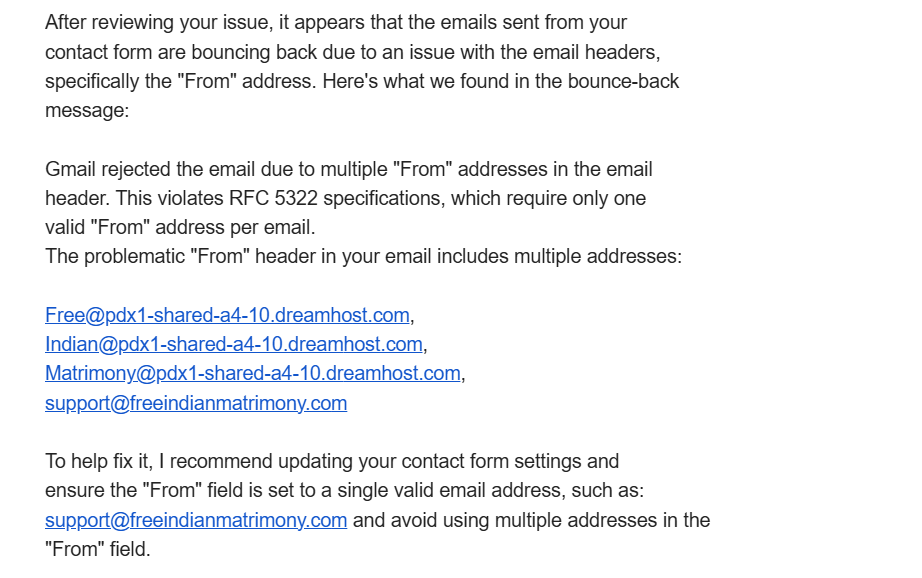 After reviewing your issue, it appears that the emails sent from your
contact form are bouncing back due to an issue with the email headers,
specifically the "From" address. Here's what we found in the bounce-back
message:
Gmail rejected the email due to multiple "From" addresses in the email
header. This violates RFC 5322 specifications, which require only one
valid "From" address per email.
The problematic "From" header in your email includes multiple addresses:
Free@pdx1-shared-a4-10.dreamhost.com,
Indian@pdx1-shared-a4-10.dreamhost.com,
Matrimony@pdx1-shared-a4-10.dreamhost.com,
support@freeindianmatrimony.com
To help fix it, I recommend updating your contact form settings and
ensure the "From" field is set to a single valid email address, such as:
support@freeindianmatrimony.com and avoid using multiple addresses in the
"From" field.